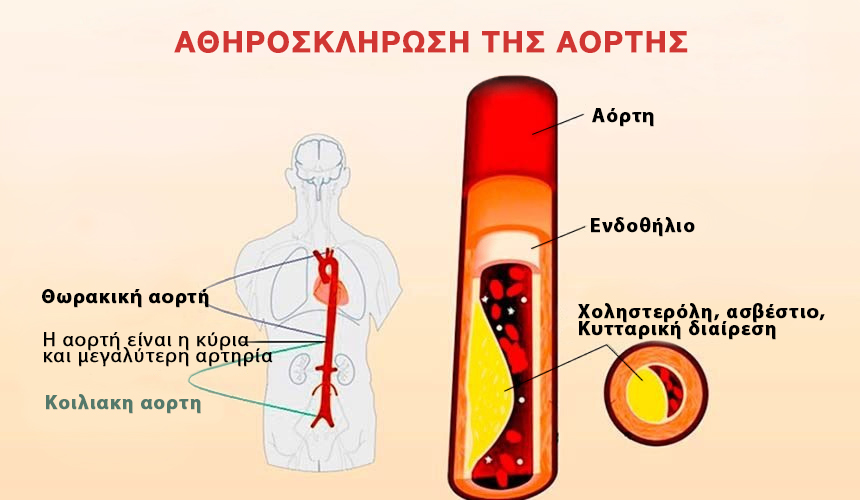 ΑΘΗΡΟΣΚΛΗΡΩΣΗ ΤΗΣ ΑΟΡΤΗΣ
Αόρτη
Ενδοθήλιο
Θωρακική αορτή
Χοληστερόλη, ασβέστιο,
Κυτταρική διαίρεση
Η αορτή είναι η κύρια
και μεγαλύτερη αρτηρία
Κοιλιακη αορτη